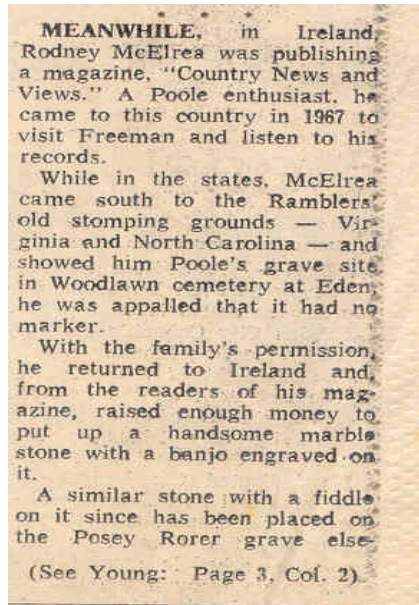 MEANWHILE, in Ireland,
Rodney McElrea was publishing
a magazine, "Country News and
Views." A Poole enthusiast, he
came to this country in 1967 to
visit Freeman and listen to his
records.
While in the states, McElrea
came south to the Ramblers'
old stomping grounds — Vir-
ginia and North Carolina — and
showed him Poole's grave site
in Woodlawn cemetery at Eden,
he was appalled that it had no
marker.
With the family's permission,
he returned to Ireland and,
from the readers of his mag-
azine, raised enough money to
put up a handsome marble
stone with a banjo engraved on
it.
A similar stone with a fiddle
on it since has been placed on
the Posey Rorer grave else-
(See Young: Page 3, Col. 2)